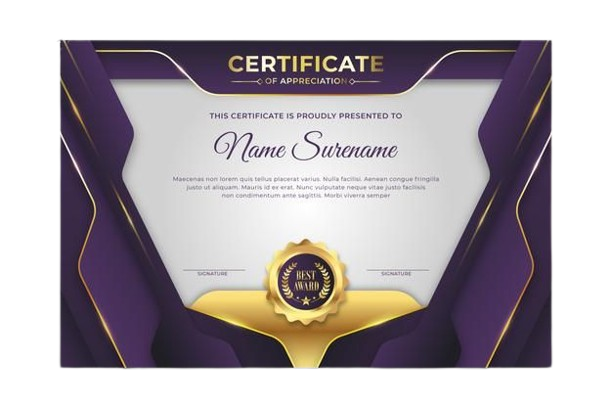 CERTIFICATE
OF APPRECIATION
THIS CERTIFICATE IS PROUDLY PRESENTED TO
Name Surename
Maecenas non lorem quis tellus placerat varius. Nulla facilisi. Aenean congue fringilla
justo ut aliquam. Mauris id ex erat. Nunc vulputate neque vitae justo facilisis
non condimentum ante sagittis. Morbi viverra semper
BEST
AWARD
SIGNATURE
SIGNATURE